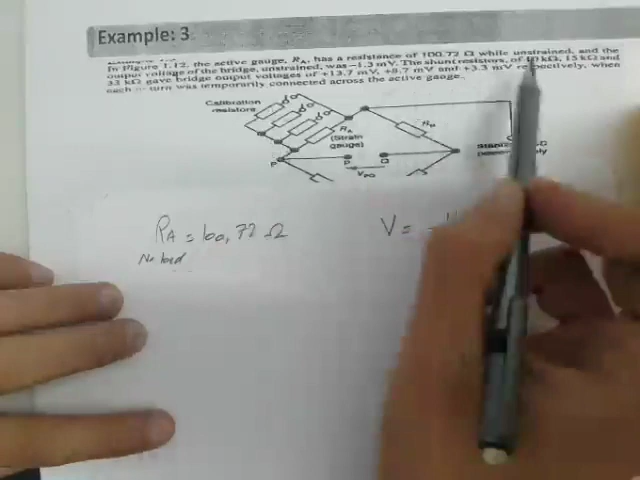 Example: 3
In Figure 1.12, the active gauge, RA, has a resistance of 100.72 Ω while unstrained, and the
output voltage of the bridge, unstrained, was −1.3 mV. The shunt resistors, of 10 kΩ, 15 kΩ and
33 kΩ gave bridge output voltages of +13.7 mV, +8.7 mV and +3.3 mV respectively, when
each in turn was temporarily connected across the active gauge.
Calibration
resistors
RA
(Strain
gauge)
P
P
Q
VPQ
RA = 100,72 Ω
V =
No load